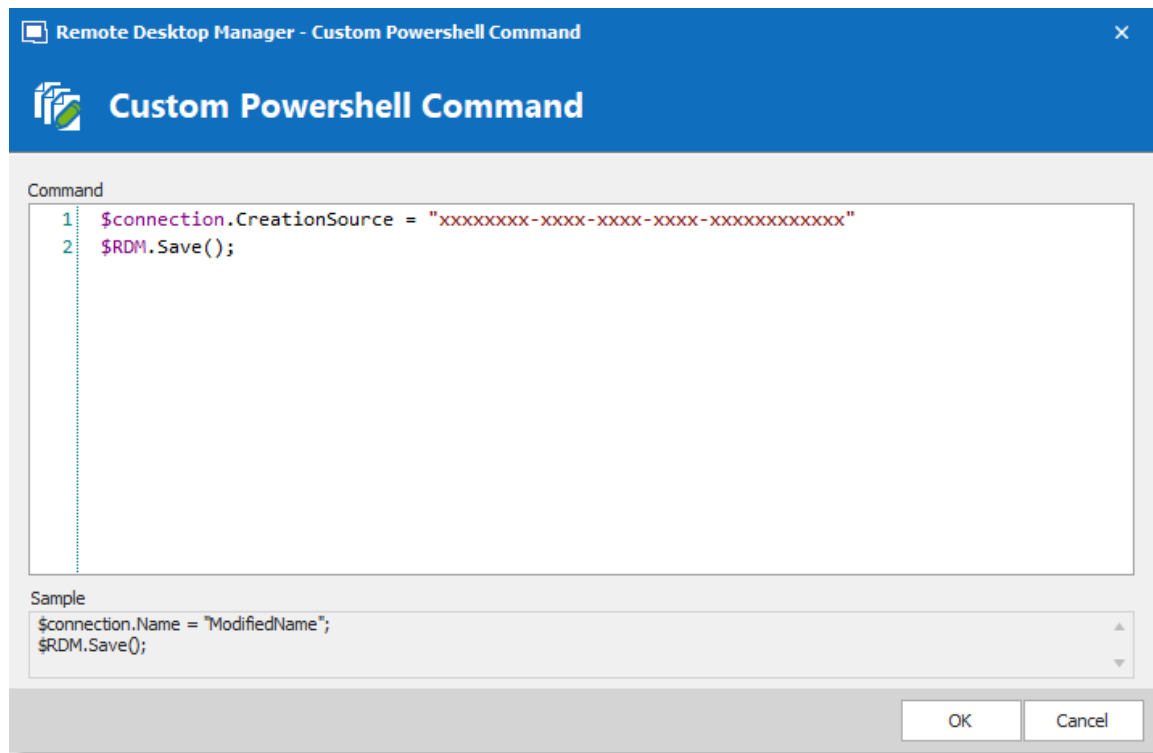 Remote Desktop Manager - Custom Powershell Command
Custom Powershell Command
Command
1 $connection.CreationSource = "xxxxxxxx-xxxx-xxxx-xxxx-xxxxxxxxxxxx"
2 $RDM.Save();
Sample
$connection.Name = "ModifiedName";
$RDM.Save();
OK Cancel